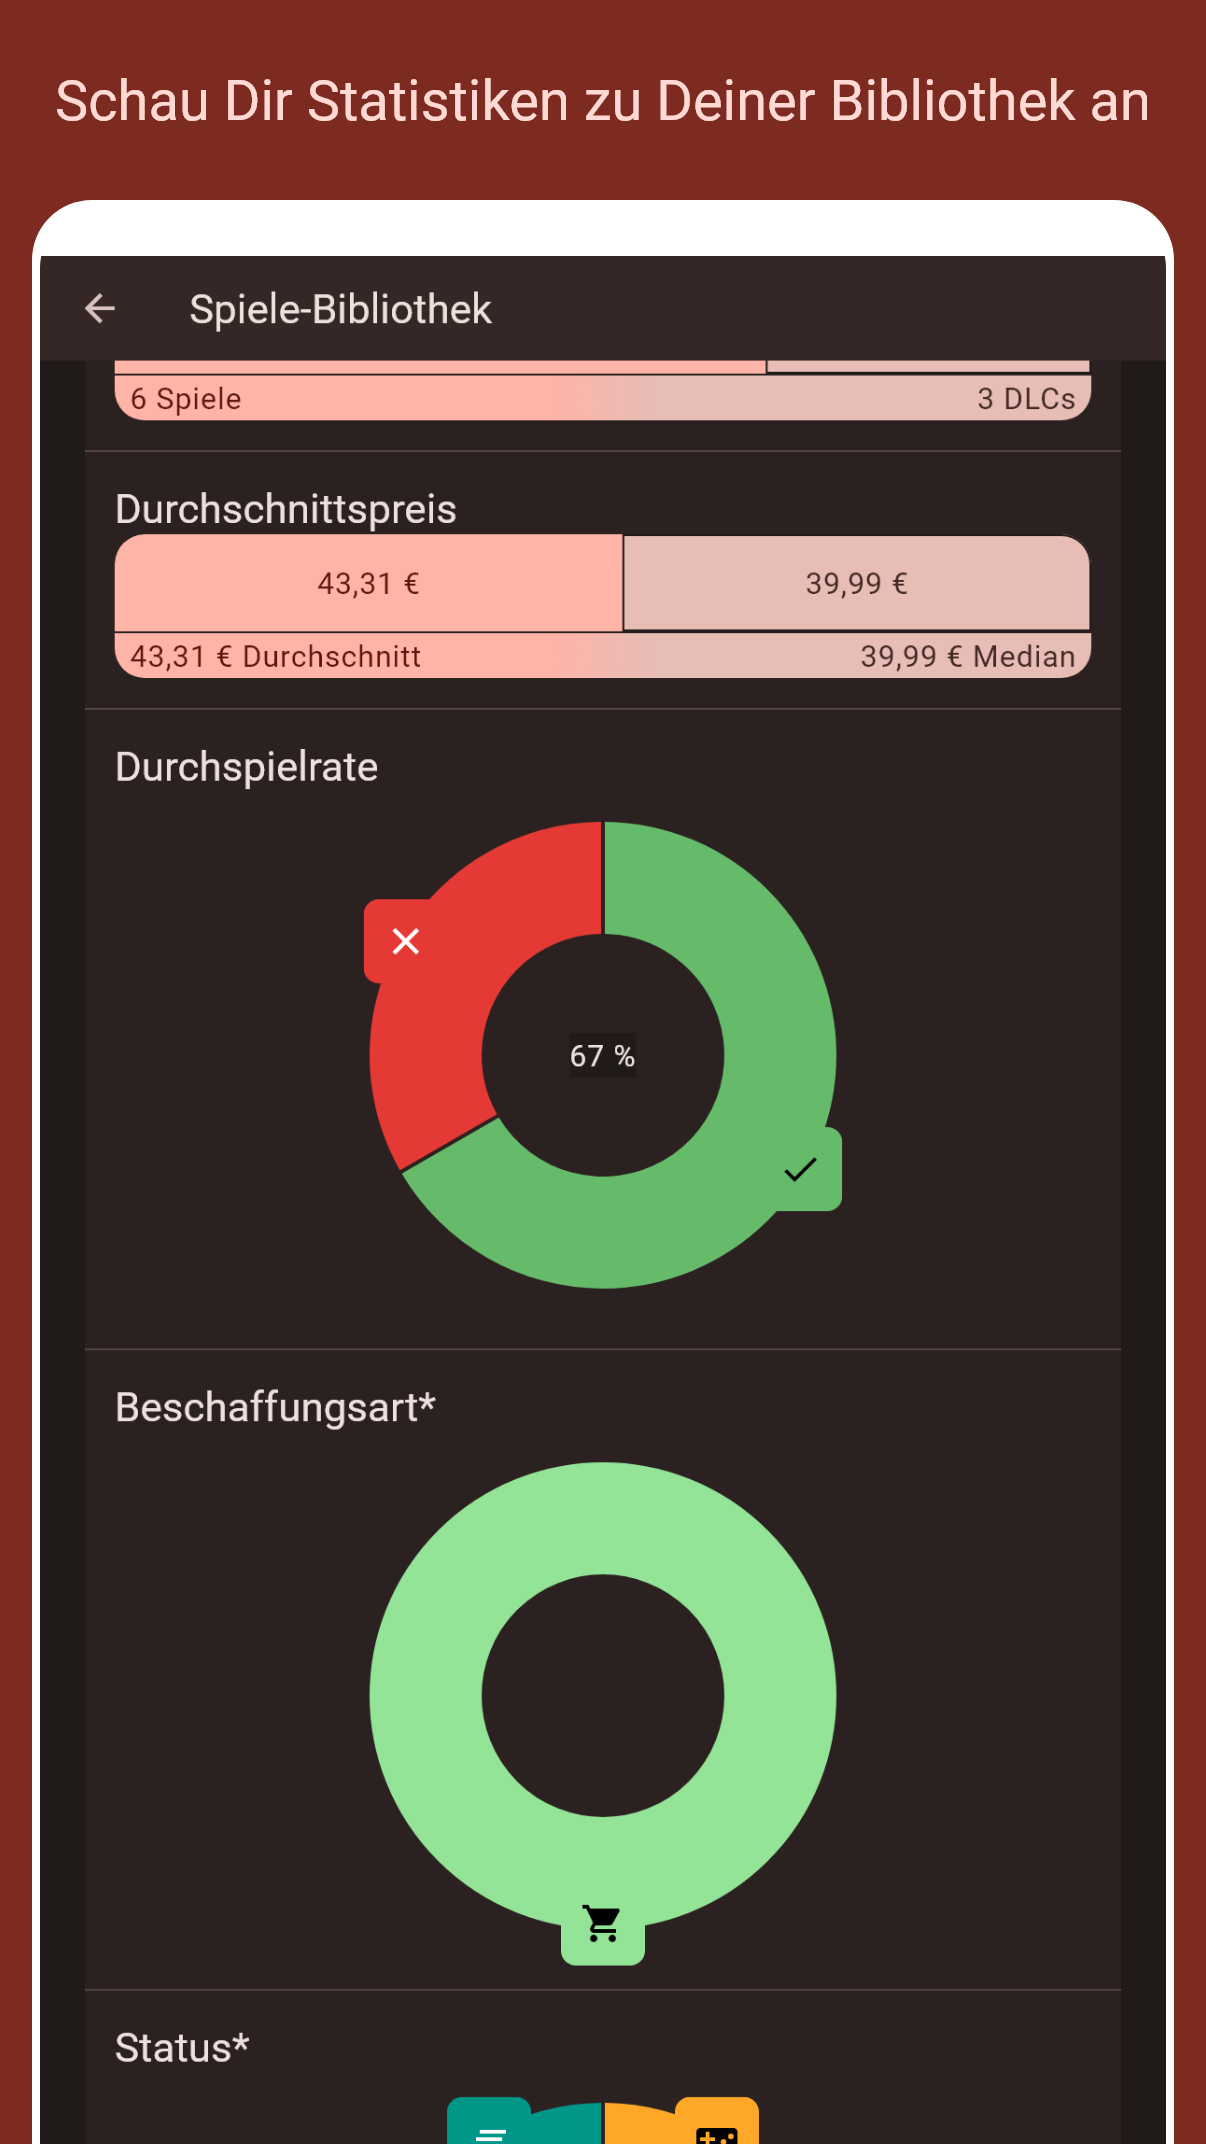 Schau Dir Statistiken zu Deiner Bibliothek an
Spiele-Bibliothek
6 Spiele 3 DLCs
Durchschnittspreis
43,31 € 39,99 €
43,31 € Durchschnitt 39,99 € Median
Durchspielrate
67 %
Beschaffungsart*
Status*